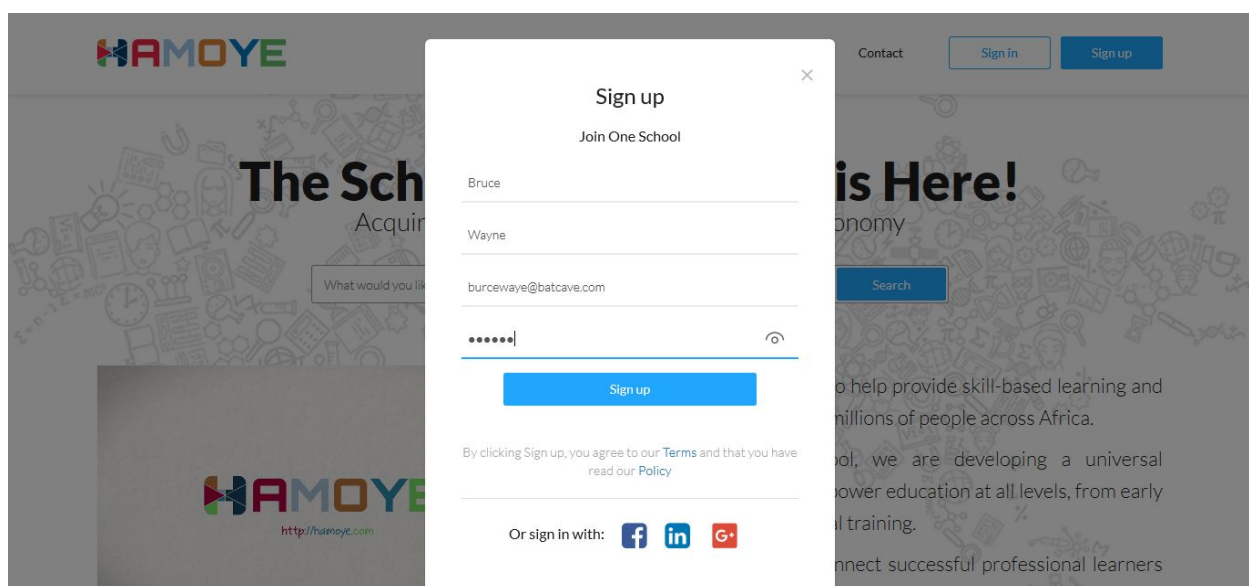 HAMOYE
Contact
Sign in
Sign up
The Sch
is Here!
Acquir
onomy
What would you lik
Search
Sign up
Join One School
Bruce
Wayne
burcewaye@batcave.com
••••••
Sign up
By clicking Sign up, you agree to our Terms and that you have
read our Policy
Or sign in with:
f
in
G+
HAMOYE
http://hamoye.com
o help provide skill-based learning and
millions of people across Africa.
ol, we are developing a universal
power education at all levels, from early
al training.
nnect successful professional learners